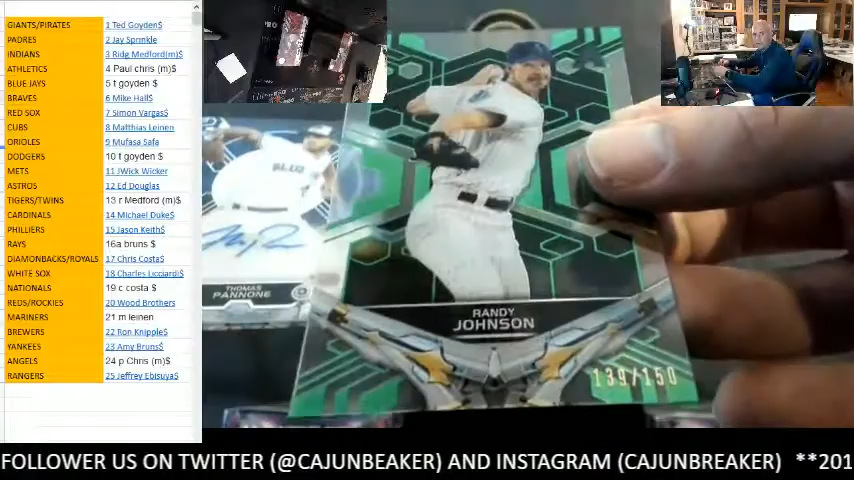 GIANTS/PIRATES 1 Ted Goyden$
PADRES 2 Jay Sprinkle
INDIANS 3 Ridg Medford(m)$
ATHLETICS 4 Paul chris (m)$
BLUE JAYS 5 t goyden $
BRAVES 6 Mike Hall$
RED SOX 7 Simon Vargas$
CUBS 8 Matthias Leinen
ORIOLES 9 Mufasa Safa
DODGERS 10 t goyden $
METS 11 JWick Wicker
ASTROS 12 Ed Douglas
TIGERS/TWINS 13 r Medford (m)$
CARDINALS 14 Michael Duke$
PHILLIERS 15 Jason Keith$
RAYS 16a bruns $
DIAMONBACKS/ROYALS 17 Chris Costa$
WHITE SOX 18 Charles Licciardi$
NATIONALS 19 c costa $
REDS/ROCKIES 20 Wood Brothers
MARINERS 21 m leinen
BREWERS 22 Ron Knipple$
YANKEES 23 Amy Bruns$
ANGELS 24 p Chris (m)$
RANGERS 25 Jeffrey Ebisuya$
BLUE
THOMAS
PANNONE
RANDY
JOHNSON
139/150
FOLLOWER US ON TWITTER (@CAJUNBEAKER) AND INSTAGRAM (CAJUNBREAKER) **201